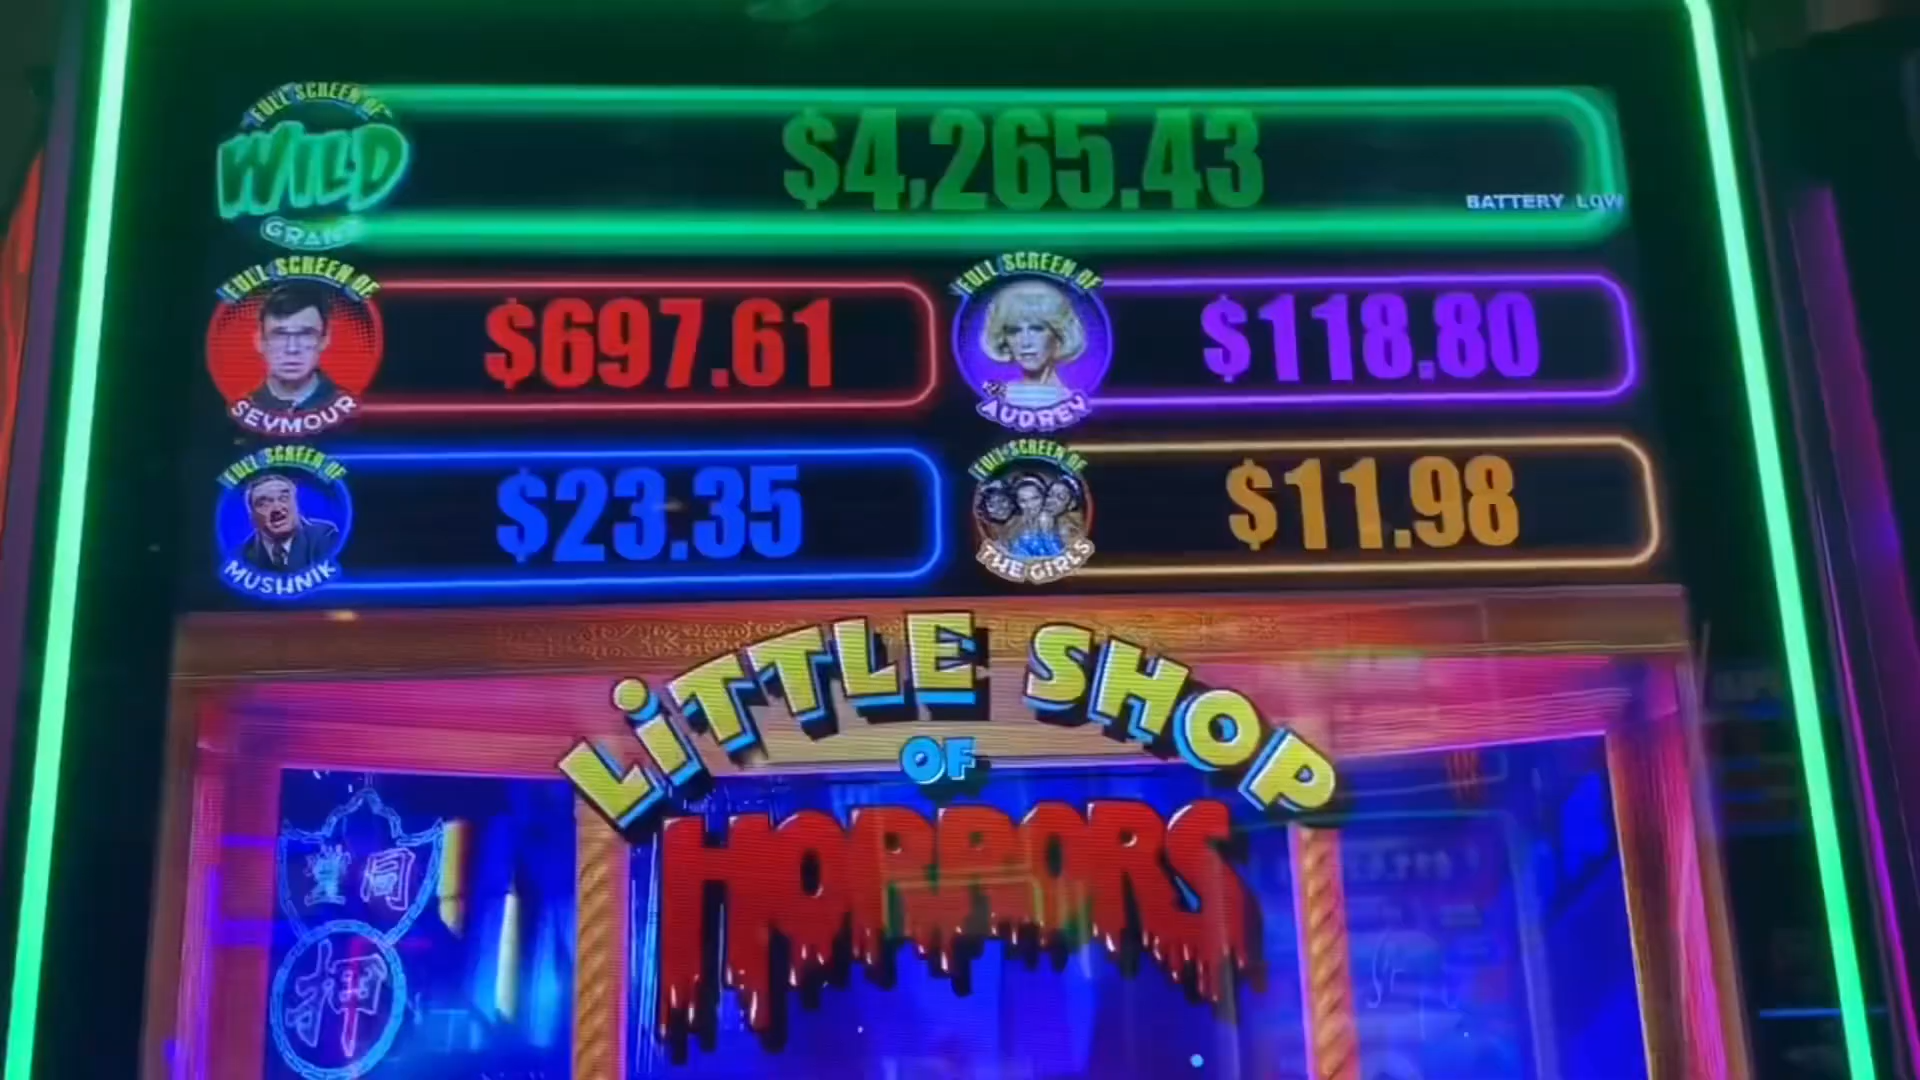 FULL SCREEN OF
WILD
GRAND
$4,265.43
BATTERY LOW
FULL SCREEN OF
SEYMOUR
$697.61
FULL SCREEN OF
AUDREY
$118.80
FULL SCREEN OF
MUSHNIK
$23.35
FULL SCREEN OF
THE GIRLS
$11.98
LiTTLE SHOP
OF
HORRORS
押